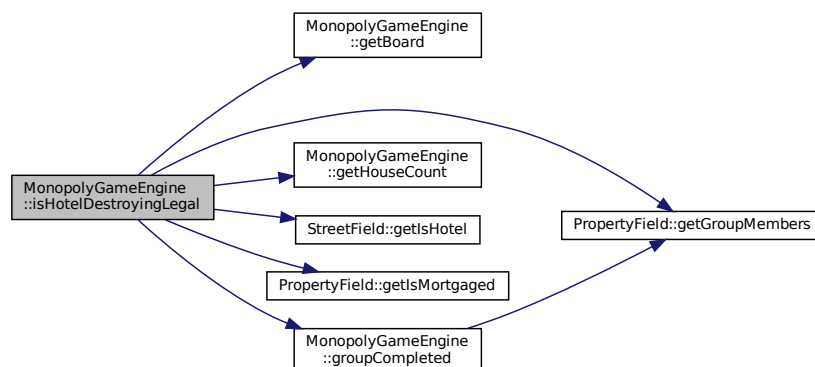 MonopolyGameEngine
::getBoard
MonopolyGameEngine
::getHouseCount
MonopolyGameEngine
::isHotelDestroyingLegal
StreetField::getIsHotel
PropertyField::getGroupMembers
PropertyField::getIsMortgaged
MonopolyGameEngine
::groupCompleted